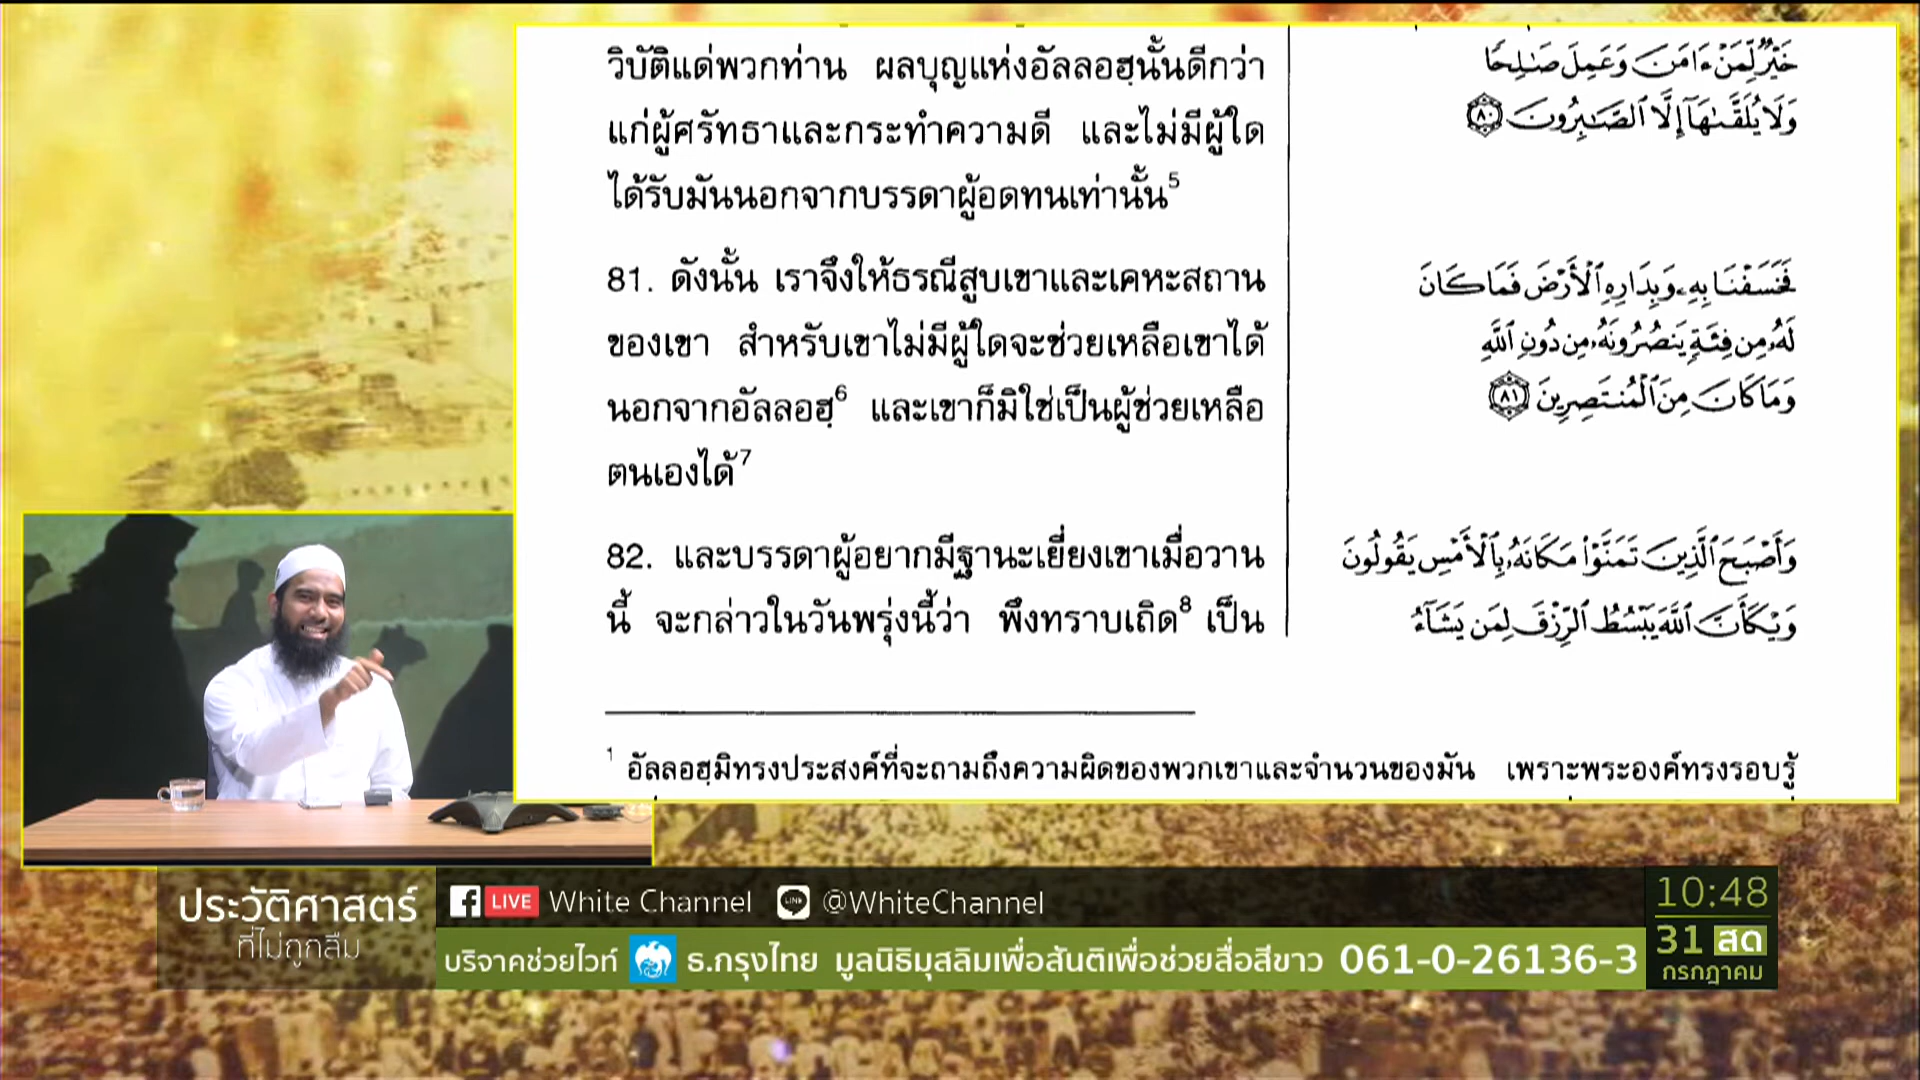 วิบัติแด่พวกท่าน ผลบุญแห่งอัลลอฮฺนั้นดีกว่า
แก่ผู้ศรัทธาและกระทำความดี และไม่มีผู้ใด
ได้รับมันนอกจากบรรดาผู้อดทนเท่านั้น5
81. ดังนั้น เราจึงให้ธรณีสูบเขาและเคหะสถาน
ของเขา สำหรับเขาไม่มีผู้ใดจะช่วยเหลือเขาได้
นอกจากอัลลอฮฺ6 และเขาก็มิใช่เป็นผู้ช่วยเหลือ
ตนเองได้7
82. และบรรดาผู้อยากมีฐานะเยี่ยงเขาเมื่อวาน
นี้ จะกล่าวในวันพรุ่งนี้ว่า พึงทราบเถิด8 เป็น
خَيْرٌ لِّمَنْ ءَامَنَ وَعَمِلَ صَـٰلِحًا
وَلَا يُلَقَّىٰهَآ إِلَّا ٱلصَّـٰبِرُونَ ٨٠
فَخَسَفْنَا بِهِۦ وَبِدَارِهِ ٱلْأَرْضَ فَمَا كَانَ
لَهُۥ مِن فِئَةٍ يَنصُرُونَهُۥ مِن دُونِ ٱللَّهِ
وَمَا كَانَ مِنَ ٱلْمُنتَصِرِينَ ٨١
وَأَصْبَحَ ٱلَّذِينَ تَمَنَّوْا۟ مَكَانَهُۥ بِٱلْأَمْسِ يَقُولُونَ
وَيْكَأَنَّ ٱللَّهَ يَبْسُطُ ٱلرِّزْقَ لِمَن يَشَآءُ
1 อัลลอฮฺมิทรงประสงค์ที่จะถามถึงความผิดของพวกเขาและจำนวนของมัน เพราะพระองค์ทรงรอบรู้
ประวัติศาสตร์
ที่ไม่ถูกลืม
f LIVE White Channel LINE @WhiteChannel
บริจาคช่วยไวท์ ธ.กรุงไทย มูลนิธิมุสลิมเพื่อสันติเพื่อช่วยสื่อสีขาว 061-0-26136-3
10:48
31 สด
กรกฎาคม